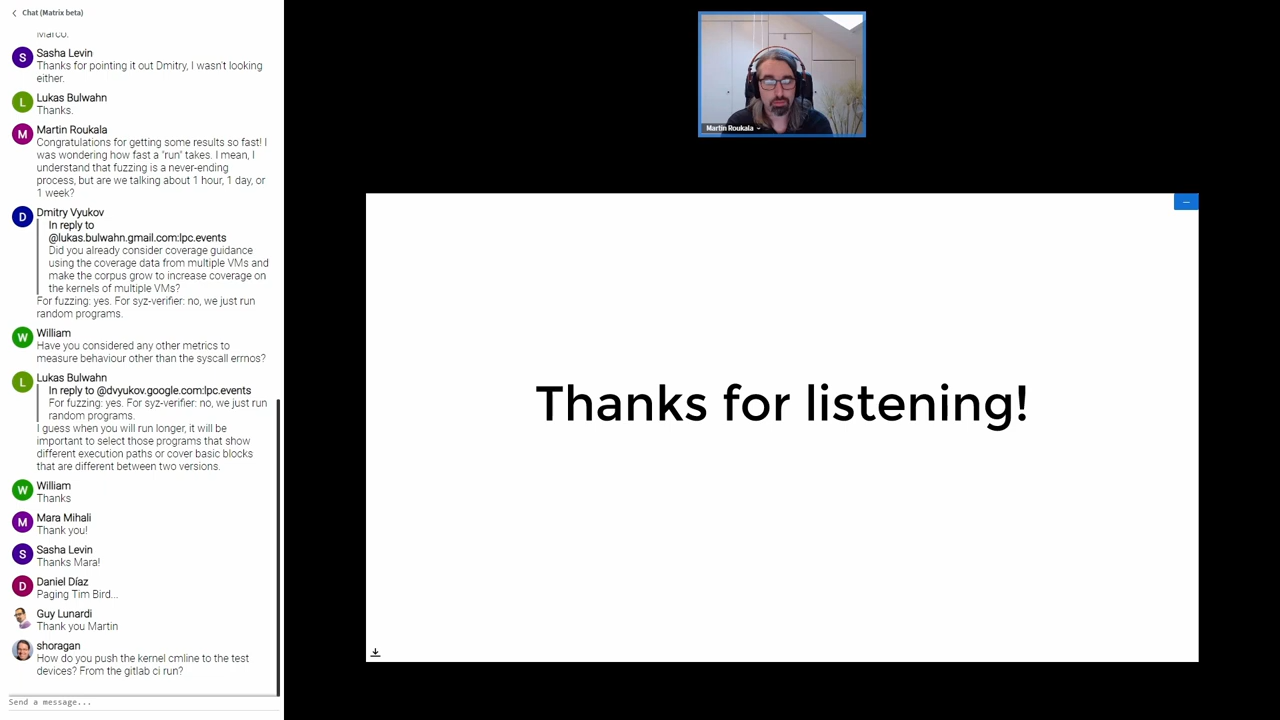 Chat (Matrix beta)
Marco.
S
Sasha Levin
Thanks for pointing it out Dmitry, I wasn't looking
either.
L
Lukas Bulwahn
Thanks.
M
Martin Roukala
Congratulations for getting some results so fast! I
was wondering how fast a "run" takes. I mean, I
understand that fuzzing is a never-ending
process, but are we talking about 1 hour, 1 day, or
1 week?
D
Dmitry Vyukov
In reply to
@lukas.bulwahn.gmail.com:lpc.events
Did you already consider coverage guidance
using the coverage data from multiple VMs and
make the corpus grow to increase coverage on
the kernels of multiple VMs?
For fuzzing: yes. For syz-verifier: no, we just run
random programs.
W
William
Have you considered any other metrics to
measure behaviour other than the syscall errnos?
L
Lukas Bulwahn
In reply to @dvyukov.google.com:lpc.events
For fuzzing: yes. For syz-verifier: no, we just run
random programs.
I guess when you will run longer, it will be
important to select those programs that show
different execution paths or cover basic blocks
that are different between two versions.
W
William
Thanks
M
Mara Mihali
Thank you!
S
Sasha Levin
Thanks Mara!
D
Daniel Díaz
Paging Tim Bird...
Guy Lunardi
Thank you Martin
shoragan
How do you push the kernel cmline to the test
devices? From the gitlab ci run?
Send a message...
Martin Roukala
Thanks for listening!